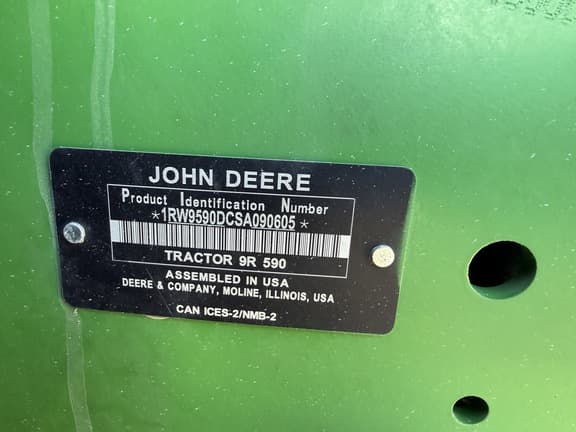 JOHN DEERE
Product Identification Number
*1RW9590DCSA090605*
TRACTOR 9R 590
ASSEMBLED IN USA
DEERE & COMPANY, MOLINE, ILLINOIS, USA
CAN ICES-2/NMB-2